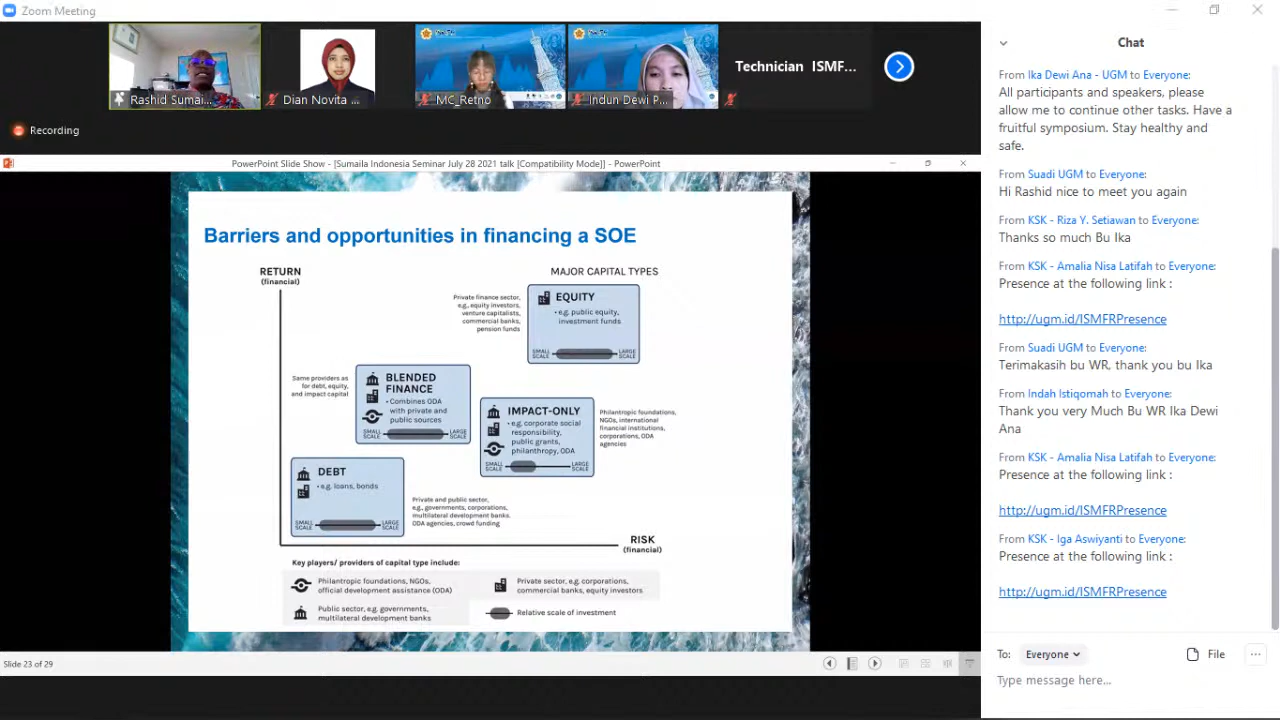 Zoom Meeting
Rashid Sumai...
Dian Novita ...
MC_Retno
Indun Dewi P...
Technician ISMF...
Recording
PowerPoint Slide Show - [Sumaila Indonesia Seminar July 28 2021 talk [Compatibility Mode]] - PowerPoint
Barriers and opportunities in financing a SOE
RETURN
(financial)
MAJOR CAPITAL TYPES
Private finance sector,
e.g., equity investors,
venture capitalists,
commercial banks,
pension funds
EQUITY
• e.g. public equity,
investment funds
SMALL
SCALE
LARGE
SCALE
Same providers as
for debt, equity,
and impact capital
BLENDED
FINANCE
• Combines ODA
with private and
public sources
SMALL
SCALE
LARGE
SCALE
IMPACT-ONLY
• e.g. corporate social
responsibility,
public grants,
philanthropy, ODA
SMALL
SCALE
LARGE
SCALE
Philantropic foundations,
NGOs, international
financial institutions,
corporations, ODA
agencies
DEBT
• e.g. loans, bonds
SMALL
SCALE
LARGE
SCALE
Private and public sector,
e.g., governments, corporations,
multilateral development banks.
ODA agencies, crowd funding
RISK
(financial)
Key players/ providers of capital type include:
Philantropic foundations, NGOs,
official development assistance (ODA)
Private sector, e.g. corporations,
commercial banks, equity investors
Public sector, e.g. governments,
multilateral development banks
Relative scale of investment
Slide 23 of 29
Chat
From Ika Dewi Ana - UGM to Everyone:
All participants and speakers, please
allow me to continue other tasks. Have a
fruitful symposium. Stay healthy and
safe.
From Suadi UGM to Everyone:
Hi Rashid nice to meet you again
From KSK - Riza Y. Setiawan to Everyone:
Thanks so much Bu Ika
From KSK - Amalia Nisa Latifah to Everyone:
Presence at the following link :
http://ugm.id/ISMFRPresence
From Suadi UGM to Everyone:
Terimakasih bu WR, thank you bu Ika
From Indah Istiqomah to Everyone:
Thank you very Much Bu WR Ika Dewi
Ana
From KSK - Amalia Nisa Latifah to Everyone:
Presence at the following link :
http://ugm.id/ISMFRPresence
From KSK - Iga Aswiyanti to Everyone:
Presence at the following link :
http://ugm.id/ISMFRPresence
To: Everyone
File
Type message here...